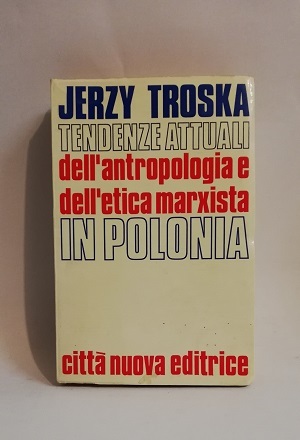 JERZY TROSKA
TENDENZE ATTUALI
dell'antropologia e
dell'etica marxista
IN POLONIA
città nuova editrice